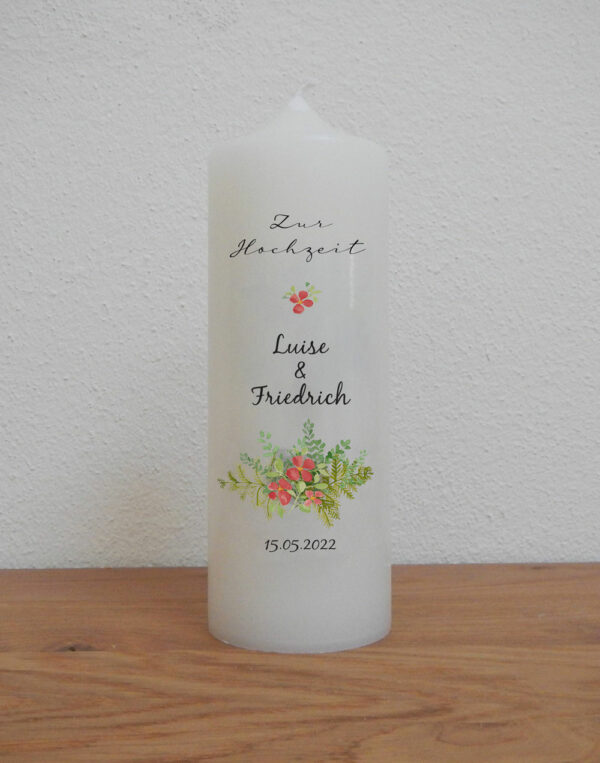 Zur
Hochzeit
Luise
&
Friedrich
15.05.2022